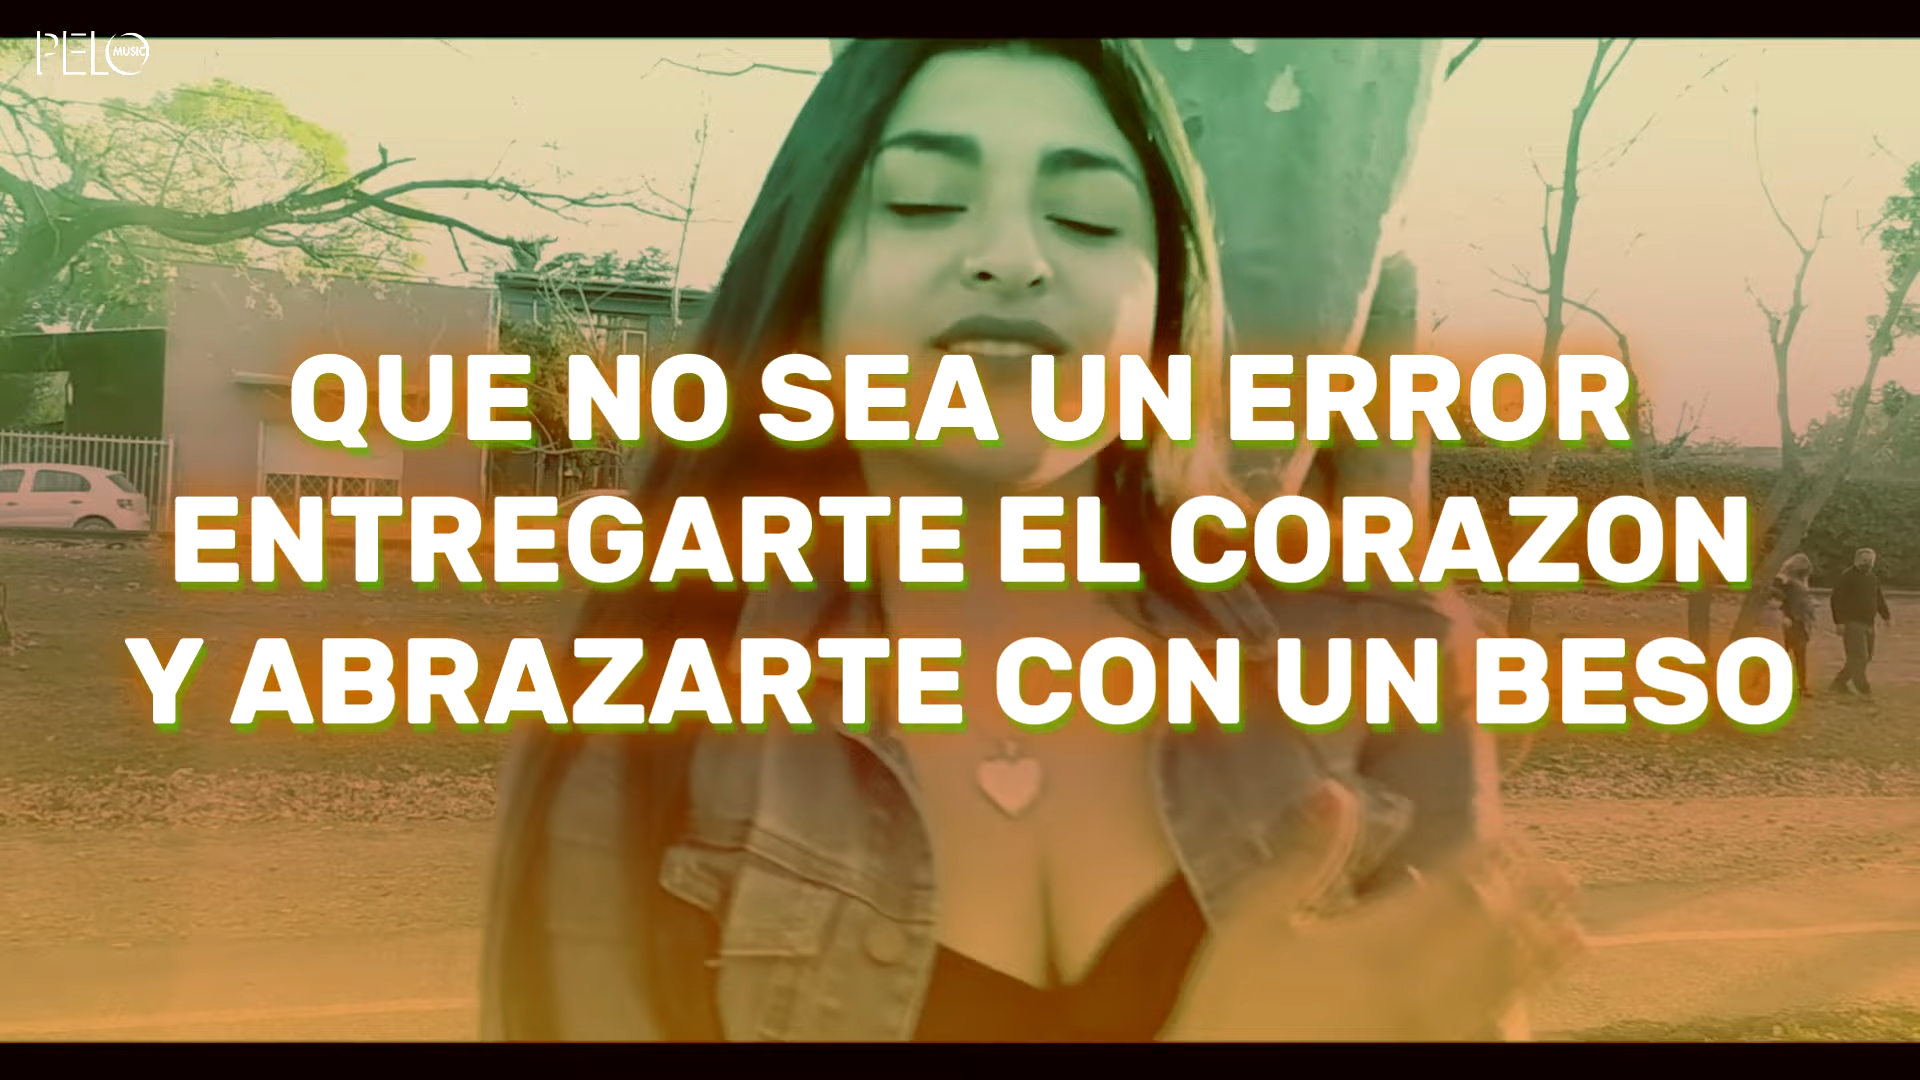 PELO MUSIC
QUE NO SEA UN ERROR
ENTREGARTE EL CORAZON
Y ABRAZARTE CON UN BESO